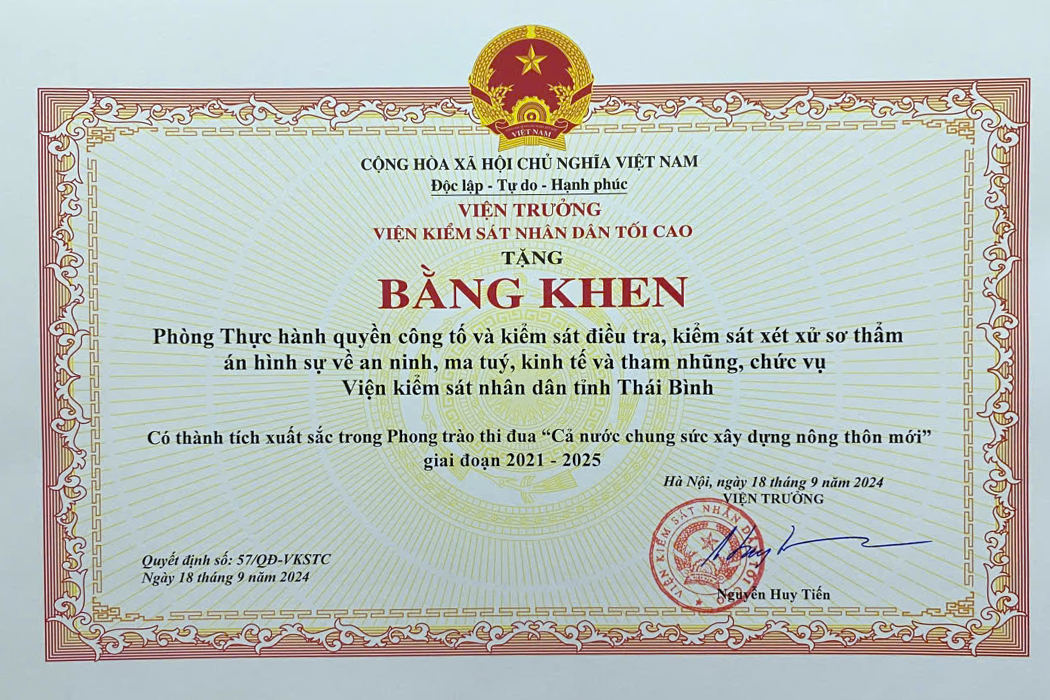 VIỆT NAM
CỘNG HÒA XÃ HỘI CHỦ NGHĨA VIỆT NAM
Độc lập - Tự do - Hạnh phúc
VIỆN TRƯỞNG
VIỆN KIỂM SÁT NHÂN DÂN TỐI CAO
TẶNG
BẰNG KHEN
Phòng Thực hành quyền công tố và kiểm sát điều tra, kiểm sát xét xử sơ thẩm
án hình sự về an ninh, ma tuý, kinh tế và tham nhũng, chức vụ
Viện kiểm sát nhân dân tỉnh Thái Bình
Có thành tích xuất sắc trong Phong trào thi đua “Cả nước chung sức xây dựng nông thôn mới”
giai đoạn 2021 - 2025
Hà Nội, ngày 18 tháng 9 năm 2024
VIỆN TRƯỞNG
VIỆN KIỂM SÁT NHÂN D TỐI
Nguyễn Huy Tiến
Quyết định số: 57/QĐ-VKSTC
Ngày 18 tháng 9 năm 2024